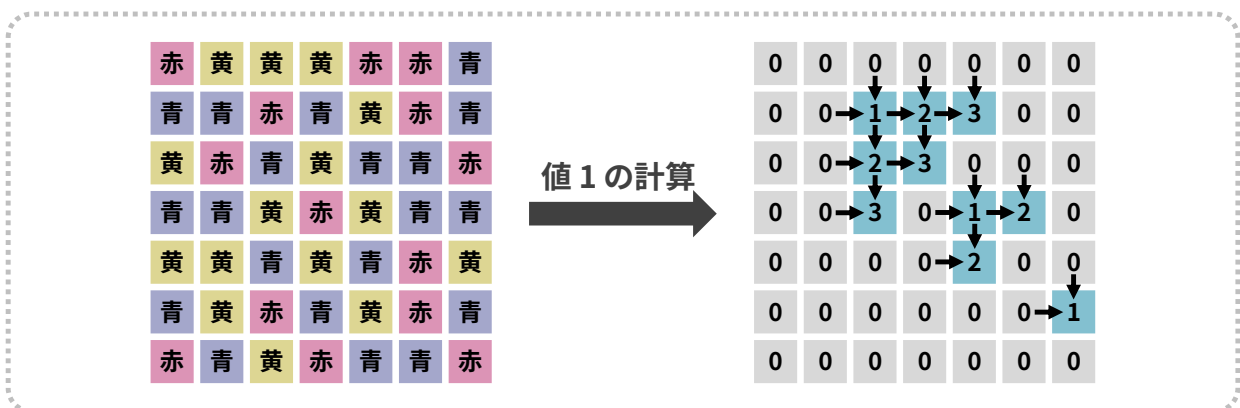 赤 黄 黄 黄 赤 赤 青
青 青 赤 青 黄 赤 青
黄 赤 青 黄 青 青 赤
青 青 黄 赤 黄 青 青
黄 黄 青 黄 青 赤 黄
青 黄 赤 青 黄 赤 青
赤 青 黄 赤 青 青 赤
値1の計算
0 0 0 0 0 0 0
0 0 1 2 3 0 0
0 0 2 3 0 0 0
0 0 3 0 1 2 0
0 0 0 0 2 0 0
0 0 0 0 0 0 1
0 0 0 0 0 0 0